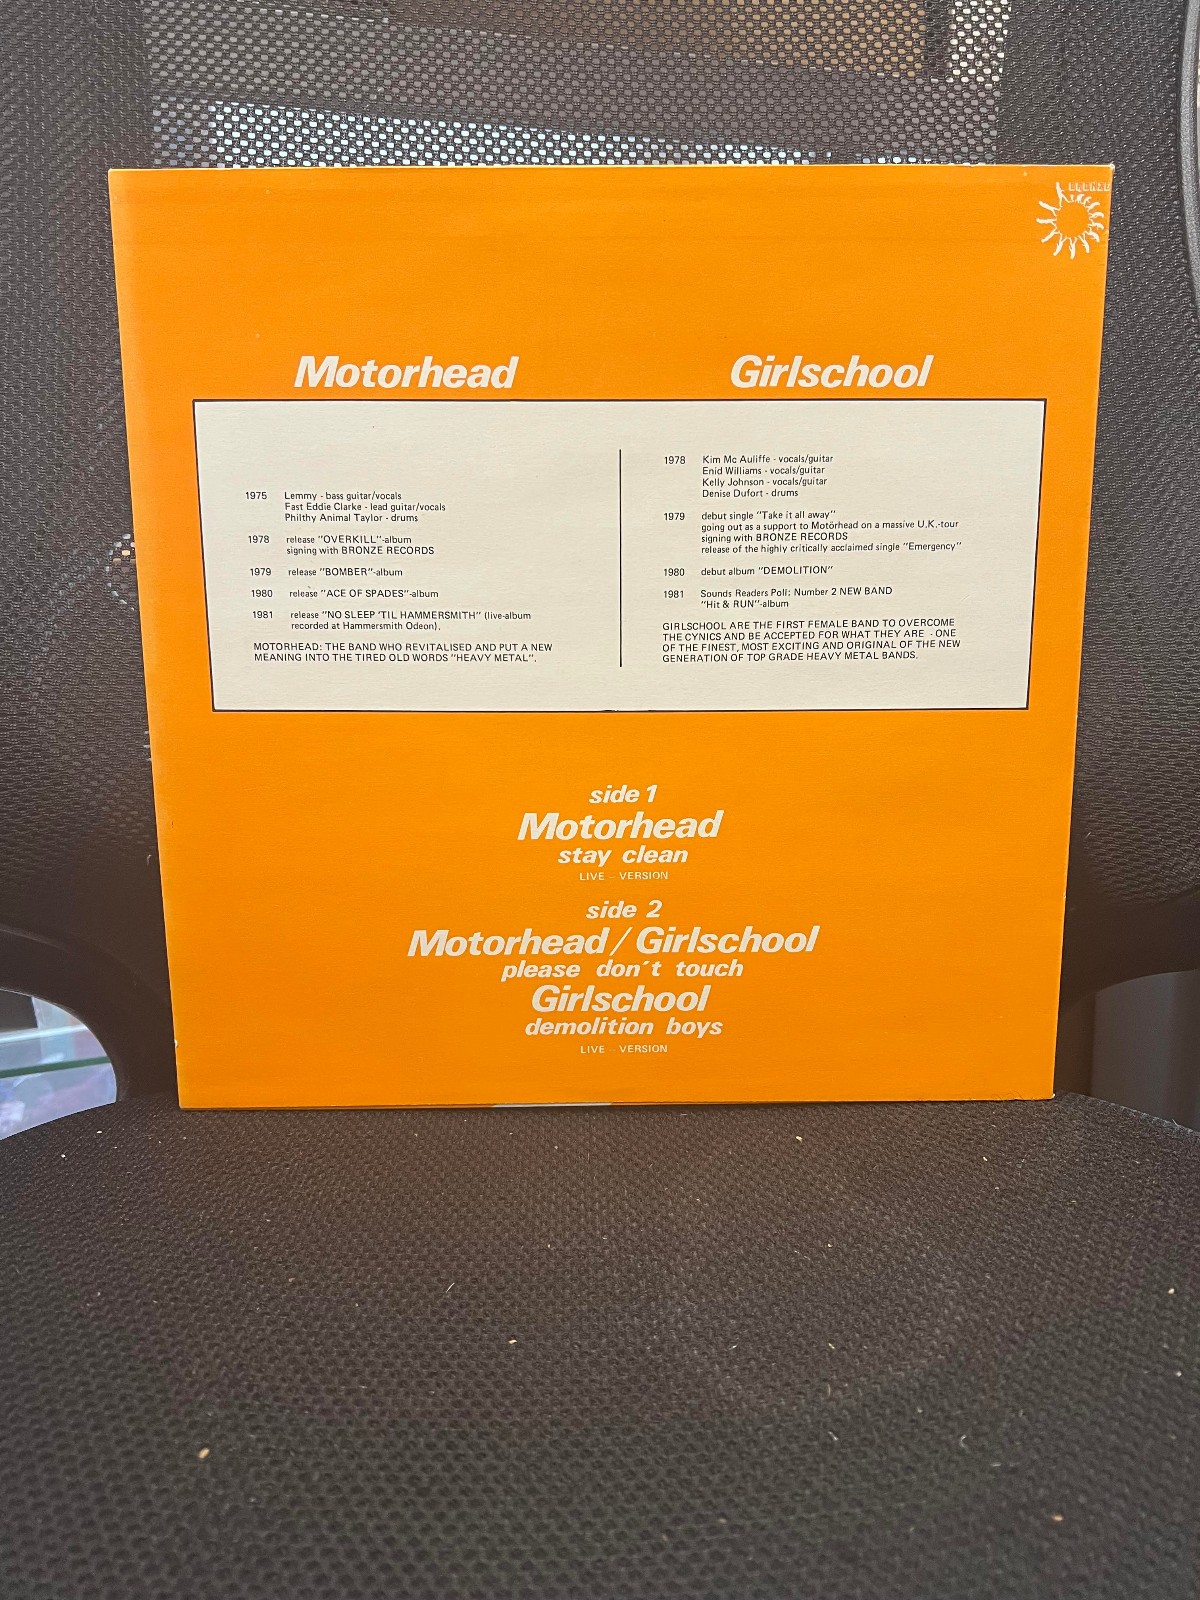 BRONZE
Motorhead
1975 Lemmy - bass guitar/vocals
Fast Eddie Clarke - lead guitar/vocals
Philthy Animal Taylor - drums
1978 release "OVERKILL"-album
signing with BRONZE RECORDS
1979 release "BOMBER"-album
1980 release "ACE OF SPADES"-album
1981 release "NO SLEEP 'TIL HAMMERSMITH" (live-album
recorded at Hammersmith Odeon).
MOTORHEAD: THE BAND WHO REVITALISED AND PUT A NEW
MEANING INTO THE TIRED OLD WORDS "HEAVY METAL".
Girlschool
1978 Kim Mc Auliffe - vocals/guitar
Enid Williams - vocals/guitar
Kelly Johnson - vocals/guitar
Denise Dufort - drums
1979 debut single "Take it all away"
going out as a support to Motörhead on a massive U.K.-tour
signing with BRONZE RECORDS
release of the highly critically acclaimed single "Emergency"
1980 debut album "DEMOLITION"
1981 Sounds Readers Poll: Number 2 NEW BAND
"Hit & RUN"-album
GIRLSCHOOL ARE THE FIRST FEMALE BAND TO OVERCOME
THE CYNICS AND BE ACCEPTED FOR WHAT THEY ARE - ONE
OF THE FINEST, MOST EXCITING AND ORIGINAL OF THE NEW
GENERATION OF TOP GRADE HEAVY METAL BANDS.
side 1
Motorhead
stay clean
LIVE - VERSION
side 2
Motorhead / Girlschool
please don't touch
Girlschool
demolition boys
LIVE - VERSION